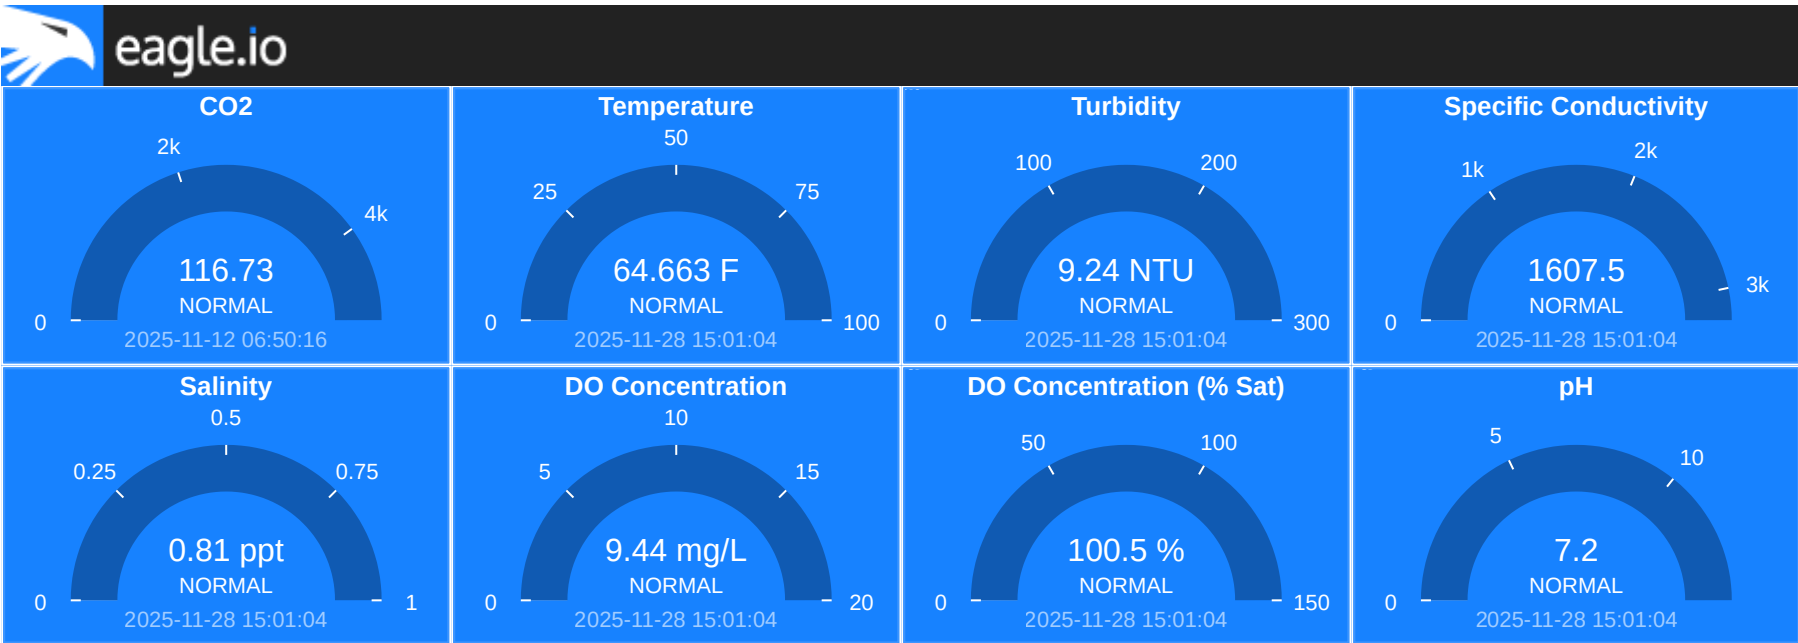 eagle.io
CO2
2k
4k
0
116.73
NORMAL
2025-11-12 06:50:16
Temperature
50
25
75
0
100
64.663 F
NORMAL
2025-11-28 15:01:04
Turbidity
100
200
0
300
9.24 NTU
NORMAL
2025-11-28 15:01:04
Specific Conductivity
2k
1k
3k
0
1607.5
NORMAL
2025-11-28 15:01:04
Salinity
0.5
0.25
0.75
0
1
0.81 ppt
NORMAL
2025-11-28 15:01:04
DO Concentration
10
5
15
0
20
9.44 mg/L
NORMAL
2025-11-28 15:01:04
DO Concentration (% Sat)
50
100
0
150
100.5 %
NORMAL
2025-11-28 15:01:04
pH
5
10
0
7.2
NORMAL
2025-11-28 15:01:04